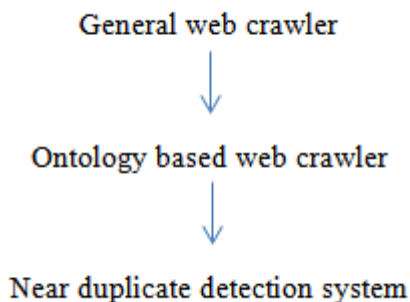 General web crawler
Ontology based web crawler
Near duplicate detection system